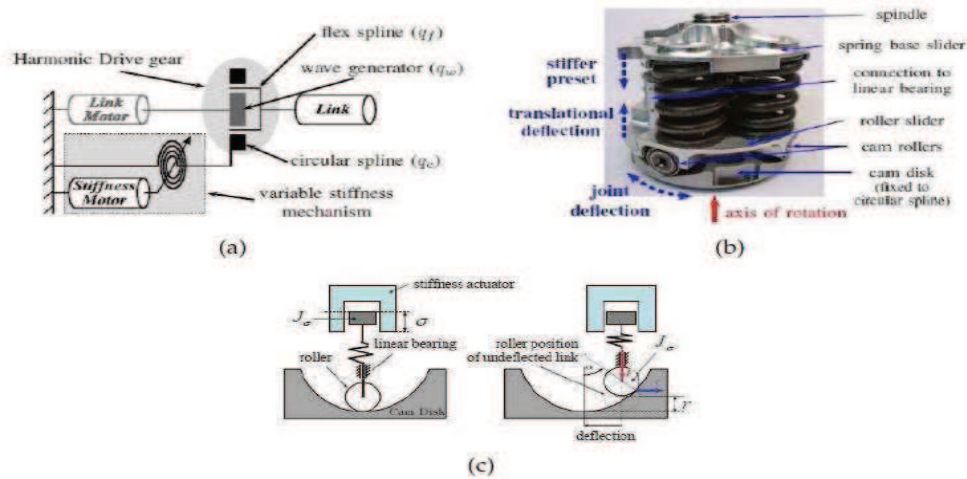 flex spline (q_f)
Harmonic Drive gear
wave generator (q_w)
Link
Motor
Link
circular spline (q_c)
Stiffness
Motor
variable stiffness
mechanism
(a)
spindle
spring base slider
stiffer
preset
connection to
linear bearing
translational
deflection
roller slider
cam rollers
cam disk
(fixed to
circular spline)
joint
deflection
axis of rotation
(b)
stiffness actuator
J_σ
σ
linear bearing
roller
Cam Disk
roller position
of undeflected link
J_σ
γ
deflection
(c)